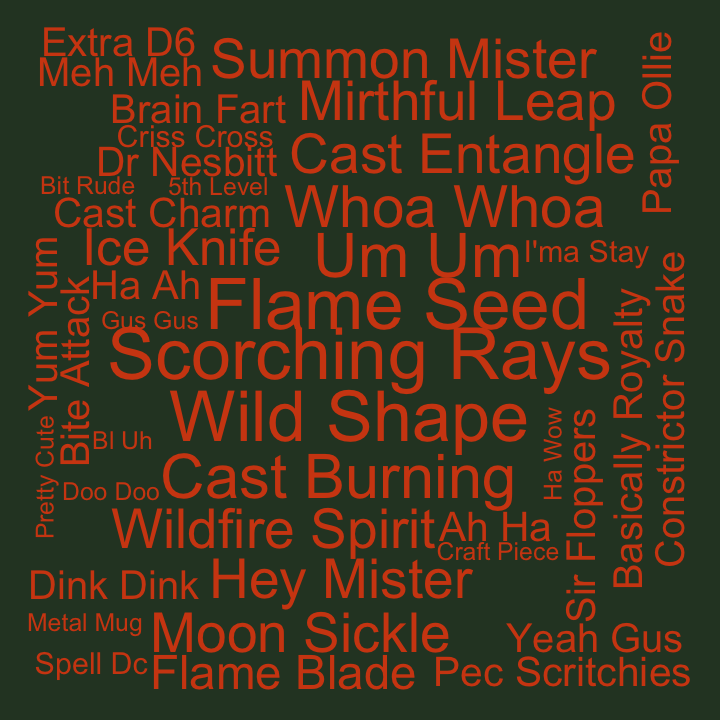 Extra D6
Summon Mister
Papa Ollie
Meh Meh
Mirthful Leap
Brain Fart
Criss Cross
Cast Entangle
Dr Nesbitt
Bit Rude
5th Level
Whoa Whoa
Cast Charm
Ice Knife
Um Um
I'ma Stay
Yum Yum
Bite Attack
Ha Ah
Flame Seed
Gus Gus
Basically Royalty
Constrictor Snake
Scorching Rays
Wild Shape
Pretty Cute
Bl Uh
Ha Wow
Sir Floppers
Cast Burning
Doo Doo
Wildfire Spirit
Ah Ha
Craft Piece
Dink Dink
Hey Mister
Metal Mug
Moon Sickle
Yeah Gus
Spell Dc
Flame Blade
Pec Scritchies